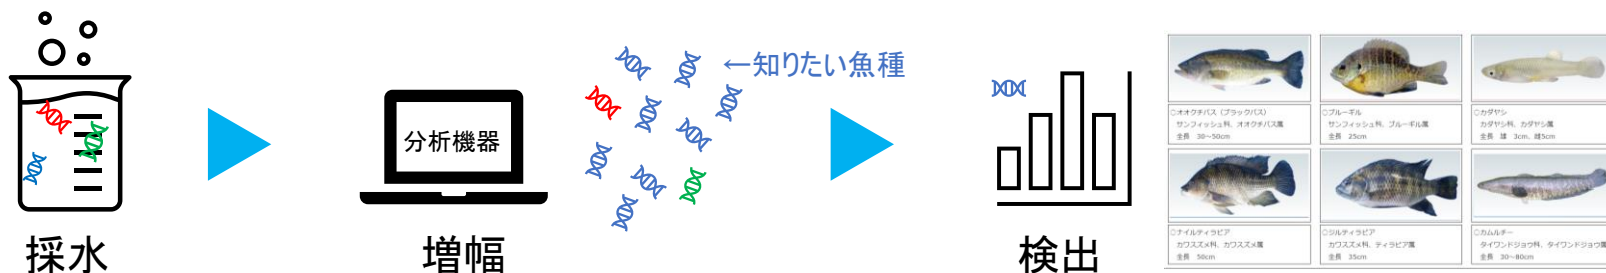 ←知りたい魚種
分析機器
採水
増幅
検出
○オオクチバス（ブラックバス）
サンフィッシュ科、オオクチバス属
全長 30～50cm
○ブルーギル
サンフィッシュ科、ブルーギル属
全長 25cm
○カダヤシ
カダヤシ科、カダヤシ属
全長 雄 3cm、雌5cm
○ナイルティラピア
カワスズメ科、カワスズメ属
全長 50cm
○ジルティラピア
カワスズメ科、ティラピア属
全長 35cm
○カムルチー
タイワンドジョウ科、タイワンドジョウ属
全長 30～80cm